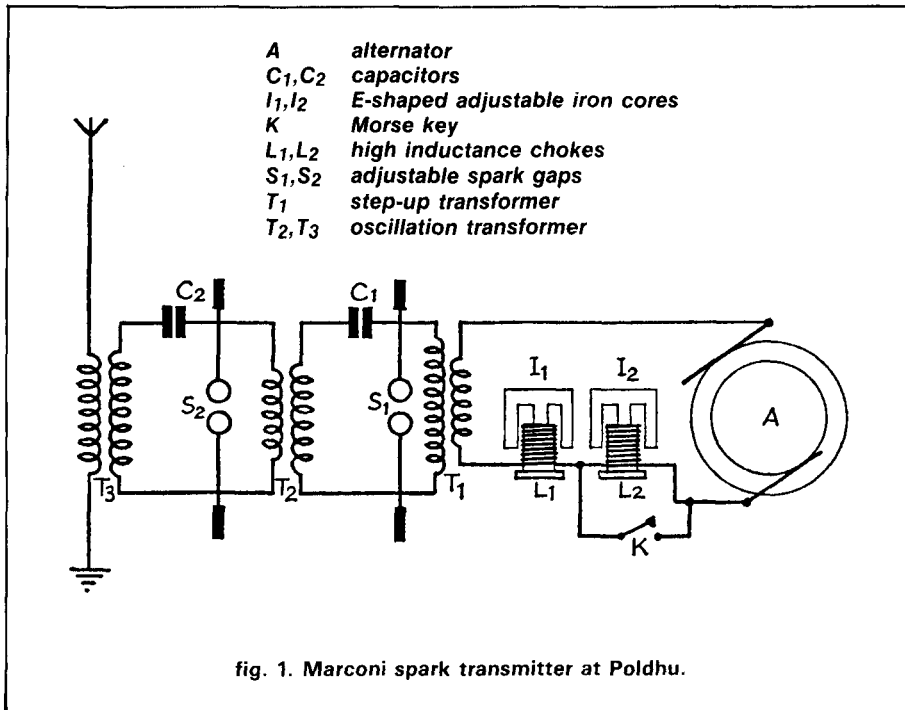 A alternator
C1,C2 capacitors
I1,I2 E-shaped adjustable iron cores
K Morse key
L1,L2 high inductance chokes
S1,S2 adjustable spark gaps
T1 step-up transformer
T2,T3 oscillation transformer
C2 C1
I1 I2
S2 S1 A
T3 T2 T1 L1 L2
K
fig. 1. Marconi spark transmitter at Poldhu.